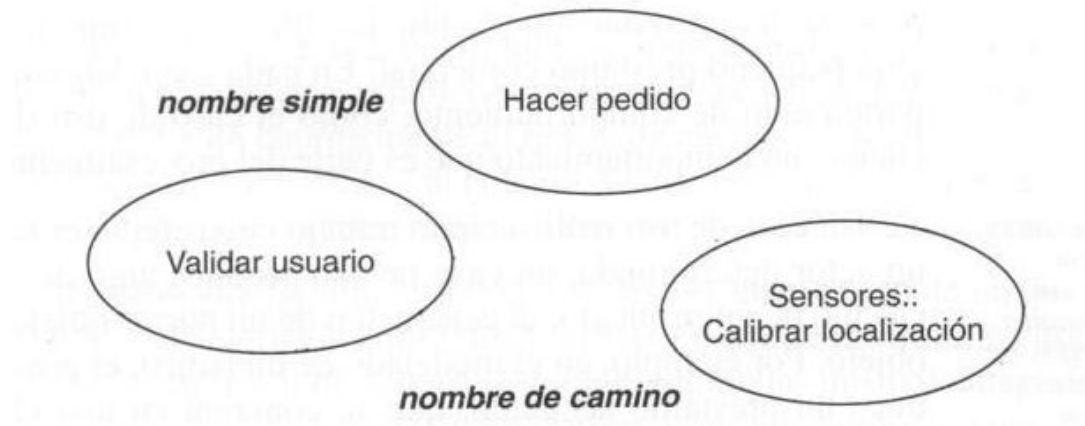 Hacer pedido
nombre simple
Validar usuario
Sensores::
Calibrar localización
nombre de camino